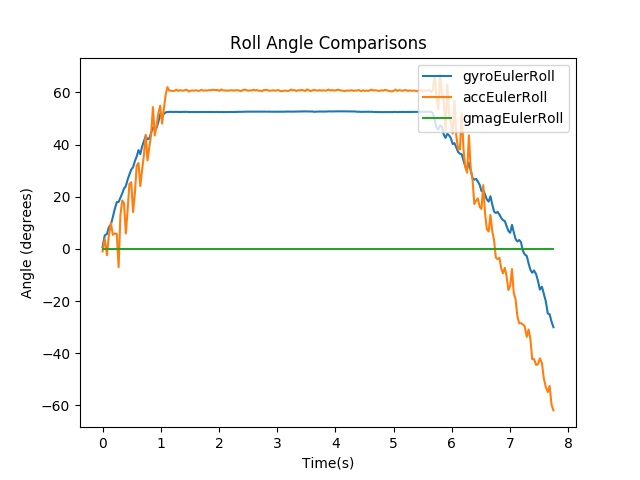 Roll Angle Comparisons
gyroEulerRoll
accEulerRoll
gmagEulerRoll
Angle (degrees)
60
40
20
0
−20
−40
−60
0 1 2 3 4 5 6 7 8
Time(s)